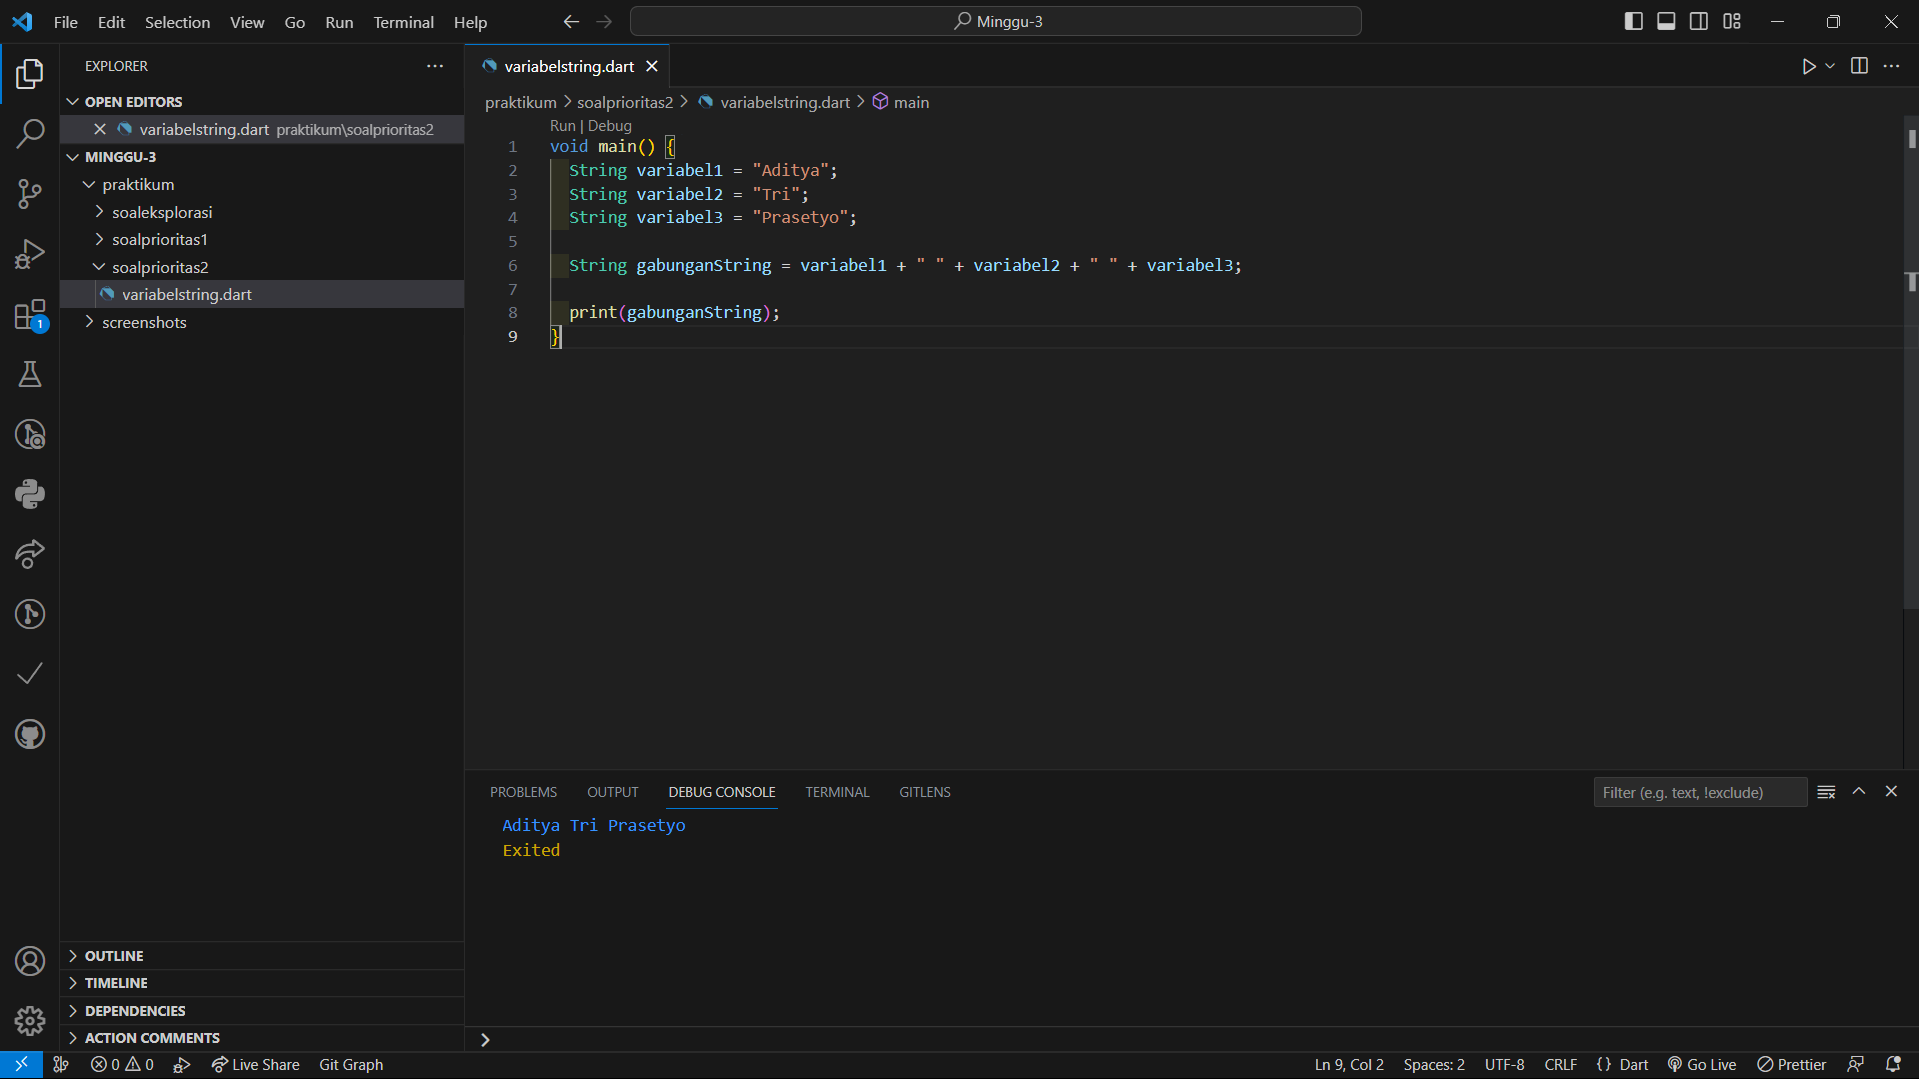 File Edit Selection View Go Run Terminal Help
Minggu-3
EXPLORER
OPEN EDITORS
variabelstring.dart praktikum\soalprioritas2
MINGGU-3
praktikum
soaleksplorasi
soalprioritas1
soalprioritas2
variabelstring.dart
screenshots
1
OUTLINE
TIMELINE
DEPENDENCIES
ACTION COMMENTS
variabelstring.dart
praktikum > soalprioritas2 > variabelstring.dart > main
Run | Debug
1 void main() {
2 String variabel1 = "Aditya";
3 String variabel2 = "Tri";
4 String variabel3 = "Prasetyo";
5
6 String gabunganString = variabel1 + " " + variabel2 + " " + variabel3;
7
8 print(gabunganString);
9 }
PROBLEMS OUTPUT DEBUG CONSOLE TERMINAL GITLENS
Filter (e.g. text, !exclude)
Aditya Tri Prasetyo
Exited
0 0 Live Share Git Graph
Ln 9, Col 2 Spaces: 2 UTF-8 CRLF {} Dart Go Live Prettier